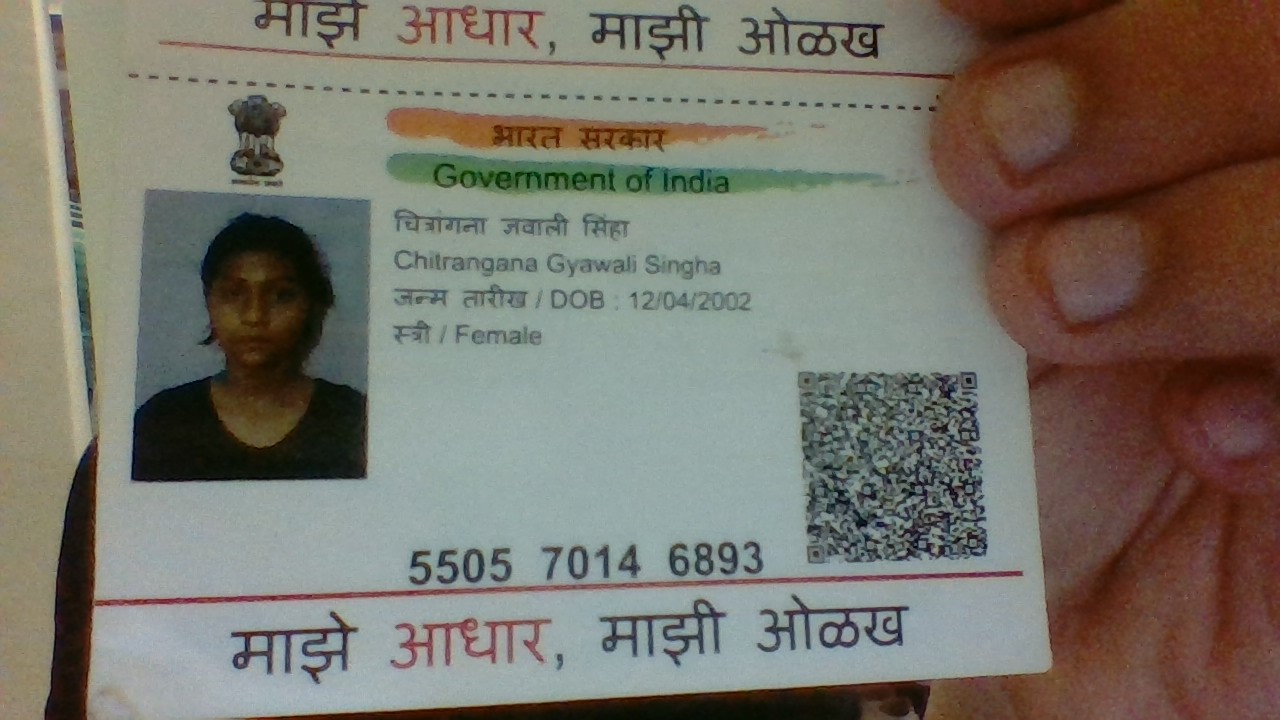 माझे आधार, माझी ओळख
भारत सरकार
Government of India
चित्रांगना ज्ञवाली सिंहा
Chitrangana Gyawali Singha
जन्म तारीख / DOB : 12/04/2002
स्त्री / Female
5505 7014 6893
माझे आधार, माझी ओळख